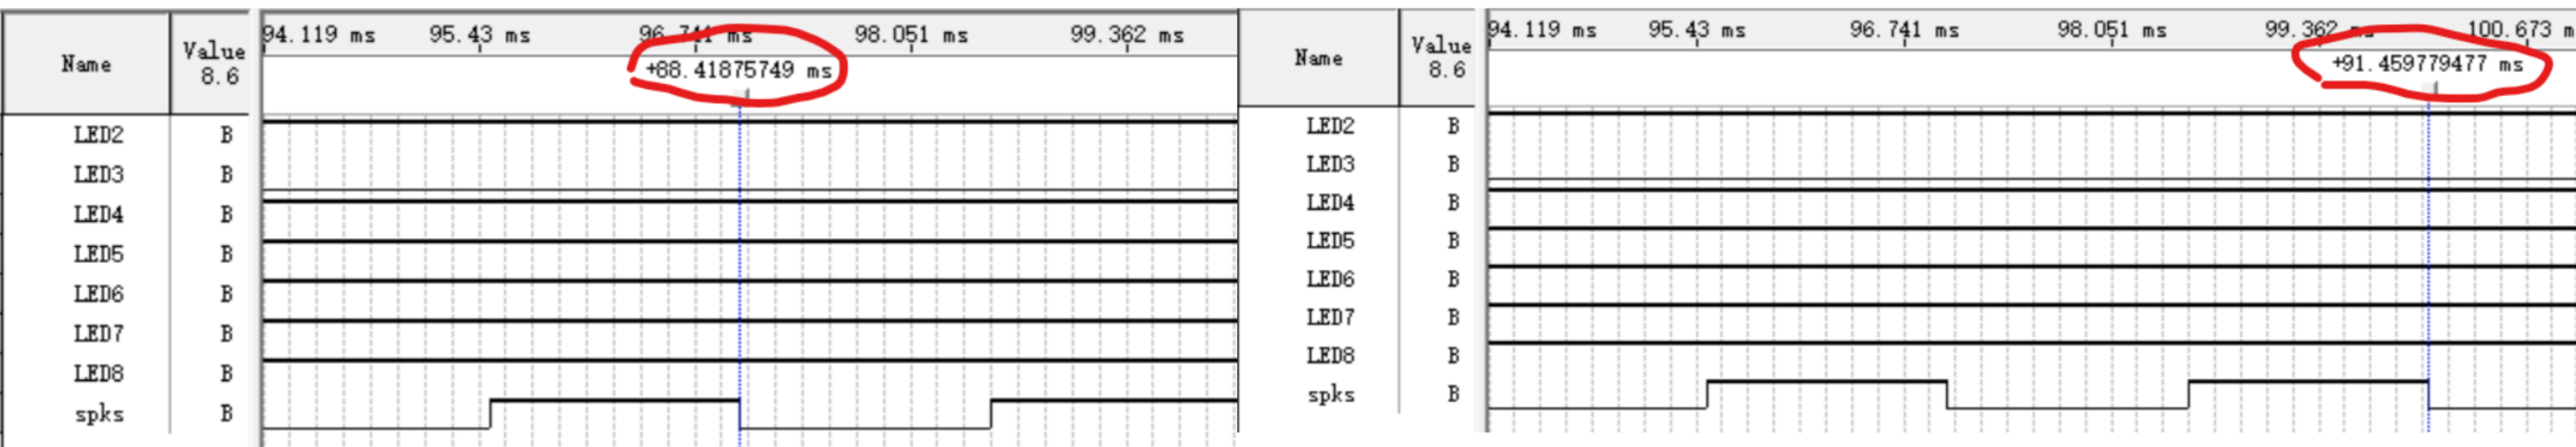 Name
Value
8.6
94.119 ms 95.43 ms 96.741 ms 98.051 ms 99.362 ms
+88.41875749 ms
LED2 B
LED3 B
LED4 B
LED5 B
LED6 B
LED7 B
LED8 B
spks B
Name
Value
8.6
94.119 ms 95.43 ms 96.741 ms 98.051 ms 99.362 ms 100.673 m
+91.459779477 ms
LED2 B
LED3 B
LED4 B
LED5 B
LED6 B
LED7 B
LED8 B
spks B